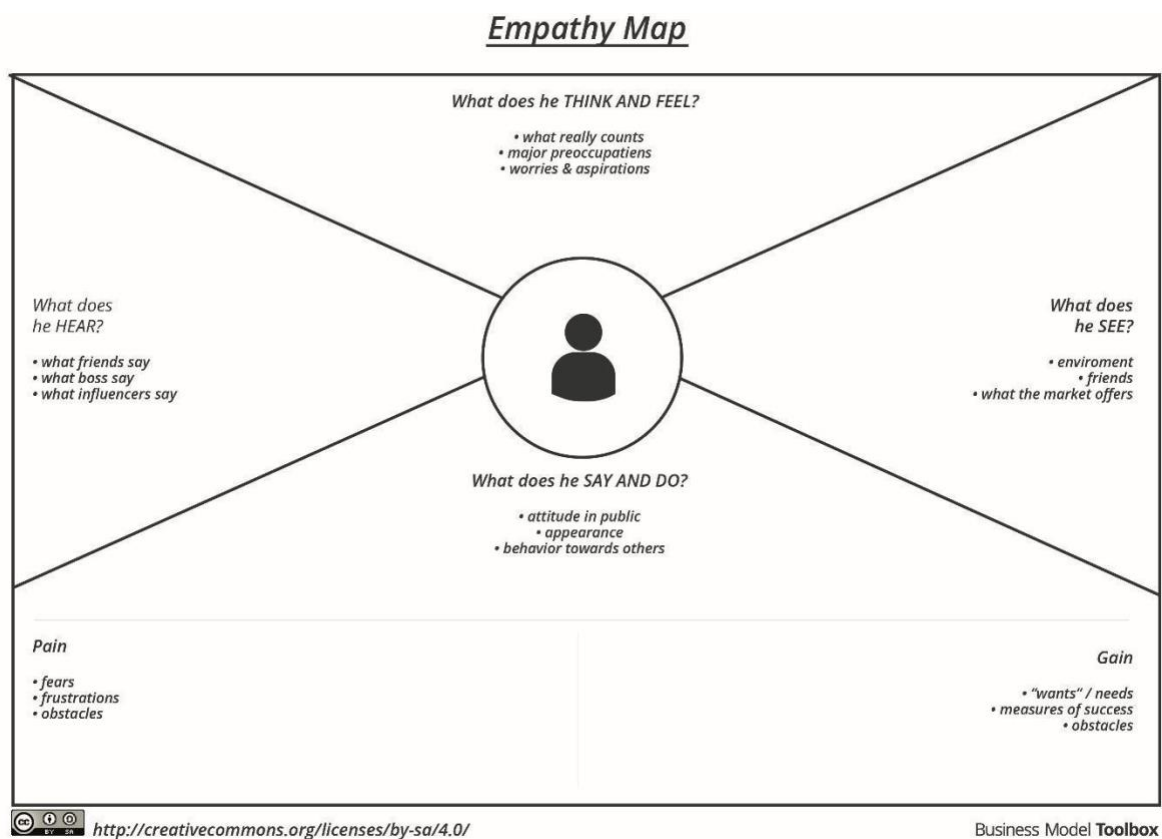 Empathy Map
What does he THINK AND FEEL?
• what really counts
• major preoccupatiens
• worries & aspirations
What does
he HEAR?
• what friends say
• what boss say
• what influencers say
What does
he SEE?
• enviroment
• friends
• what the market offers
What does he SAY AND DO?
• attitude in public
• appearance
• behavior towards others
Pain
• fears
• frustrations
• obstacles
Gain
• “wants“ / needs
• measures of success
• obstacles
cc BY SA
http://creativecommons.org/licenses/by-sa/4.0/
Business Model Toolbox